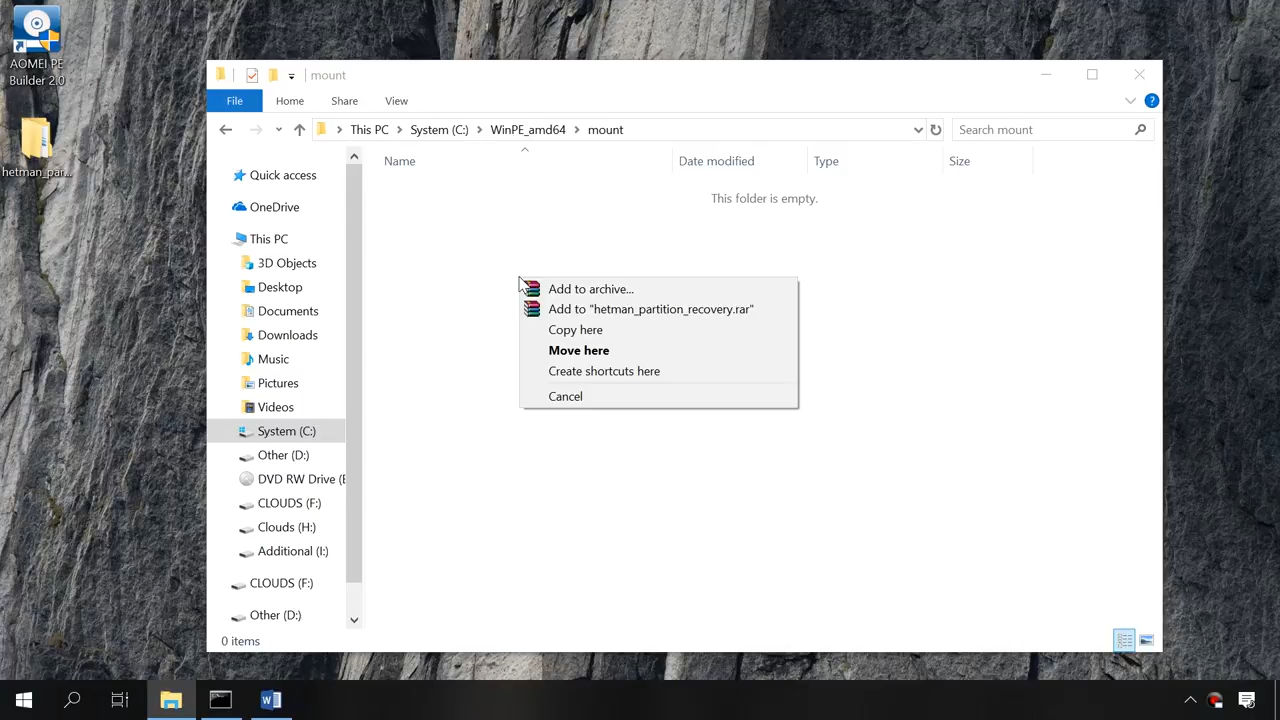 AOMEI PE
Builder 2.0
hetman_par...
mount
File
Home
Share
View
This PC
System (C:)
WinPE_amd64
mount
Search mount
Name
Date modified
Type
Size
This folder is empty.
Quick access
OneDrive
This PC
3D Objects
Desktop
Documents
Downloads
Music
Pictures
Videos
System (C:)
Other (D:)
DVD RW Drive (E
CLOUDS (F:)
Clouds (H:)
Additional (I:)
CLOUDS (F:)
Other (D:)
Add to archive...
Add to "hetman_partition_recovery.rar"
Copy here
Move here
Create shortcuts here
Cancel
0 items